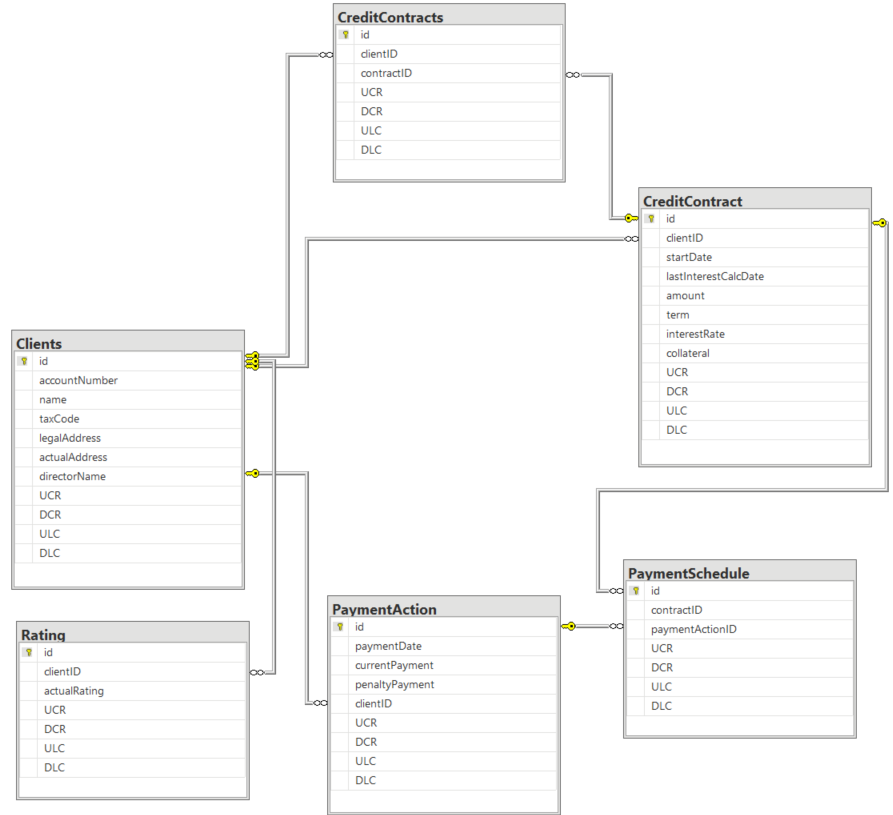 CreditContracts
id
clientID
contractID
UCR
DCR
ULC
DLC
CreditContract
id
clientID
startDate
lastInterestCalcDate
amount
term
interestRate
collateral
UCR
DCR
ULC
DLC
Clients
id
accountNumber
name
taxCode
legalAddress
actualAddress
directorName
UCR
DCR
ULC
DLC
PaymentSchedule
id
contractID
paymentActionID
UCR
DCR
ULC
DLC
PaymentAction
id
paymentDate
currentPayment
penaltyPayment
clientID
UCR
DCR
ULC
DLC
Rating
id
clientID
actualRating
UCR
DCR
ULC
DLC